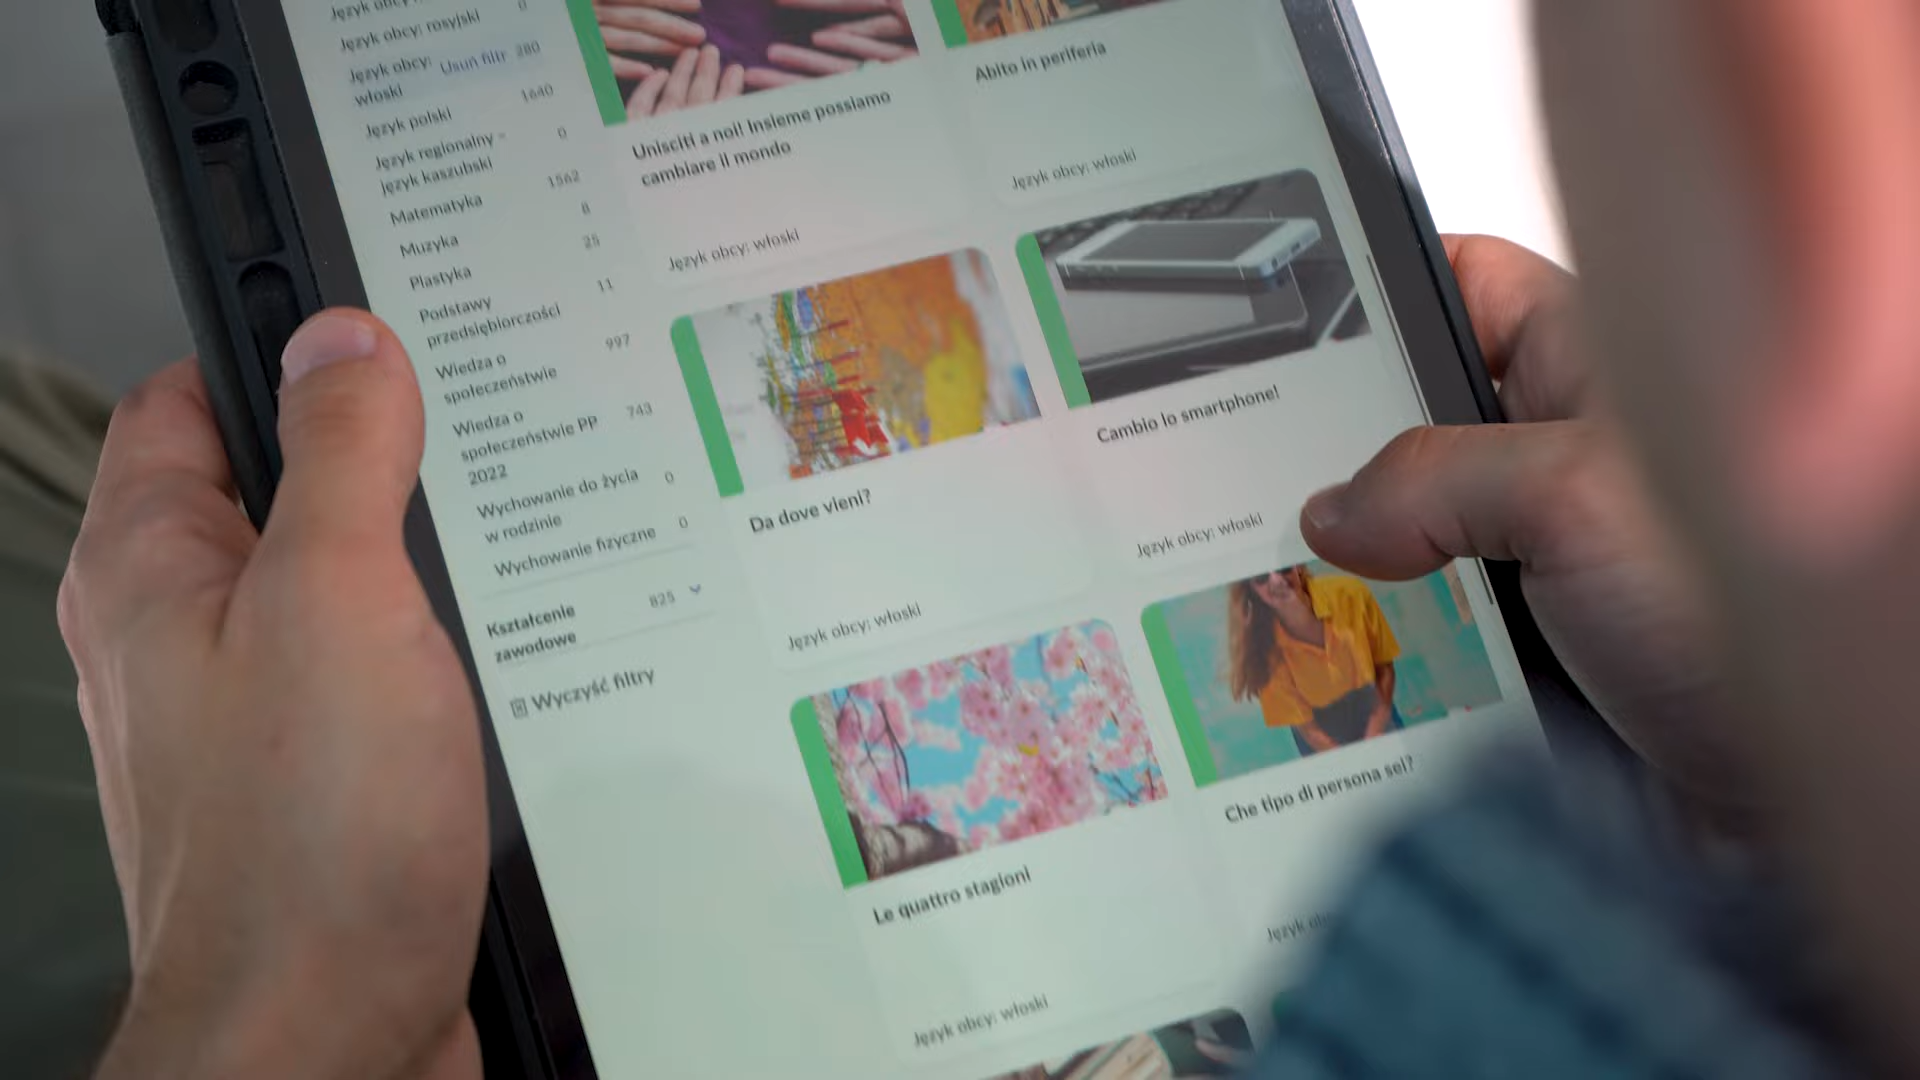 Język obcy: rosyjski 0
Język obcy: Usuń filtr 280
włoski
Język polski 1640
Język regionalny - 0
język kaszubski
Matematyka 1562
Muzyka 8
Plastyka 25
Podstawy 11
przedsiębiorczości
Wiedza o 997
społeczeństwie
Wiedza o 743
społeczeństwie PP
2022
Wychowanie do życia 0
w rodzinie
Wychowanie fizyczne 0
Kształcenie 825
zawodowe
Wyczyść filtry
Unisciti a noi! Insieme possiamo
cambiare il mondo
Język obcy: włoski
Abito in periferia
Język obcy: włoski
Da dove vieni?
Język obcy: włoski
Cambio lo smartphone!
Język obcy: włoski
Le quattro stagioni
Język obcy: włoski
Che tipo di persona sei?
Język